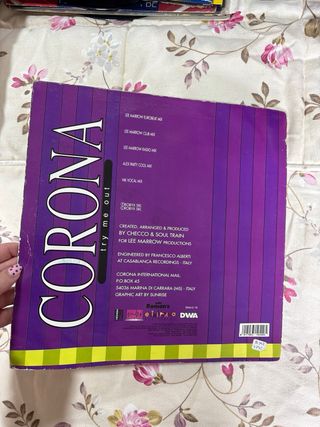 CORONA
try me out
LEE MARROW EUROBEAT MIX
LEE MARROW CLUB MIX
LEE MARROW RADIO MIX
ALEX PARTY COOL MIX
VIB VOCAL MIX
CREATED, ARRANGED & PRODUCED
BY CHECCO & SOUL TRAIN
FOR LEE MARROW PRODUCTIONS
ENGINEERED BY FRANCESCO ALBERTI
AT CASABLANCA RECORDINGS - ITALY
CORONA INTERNATIONAL MAIL
P.O BOX 45
54036 MARINA DI CARRARA (MS) - ITALY
GRAPHIC ART BY SUNRISE
DWA